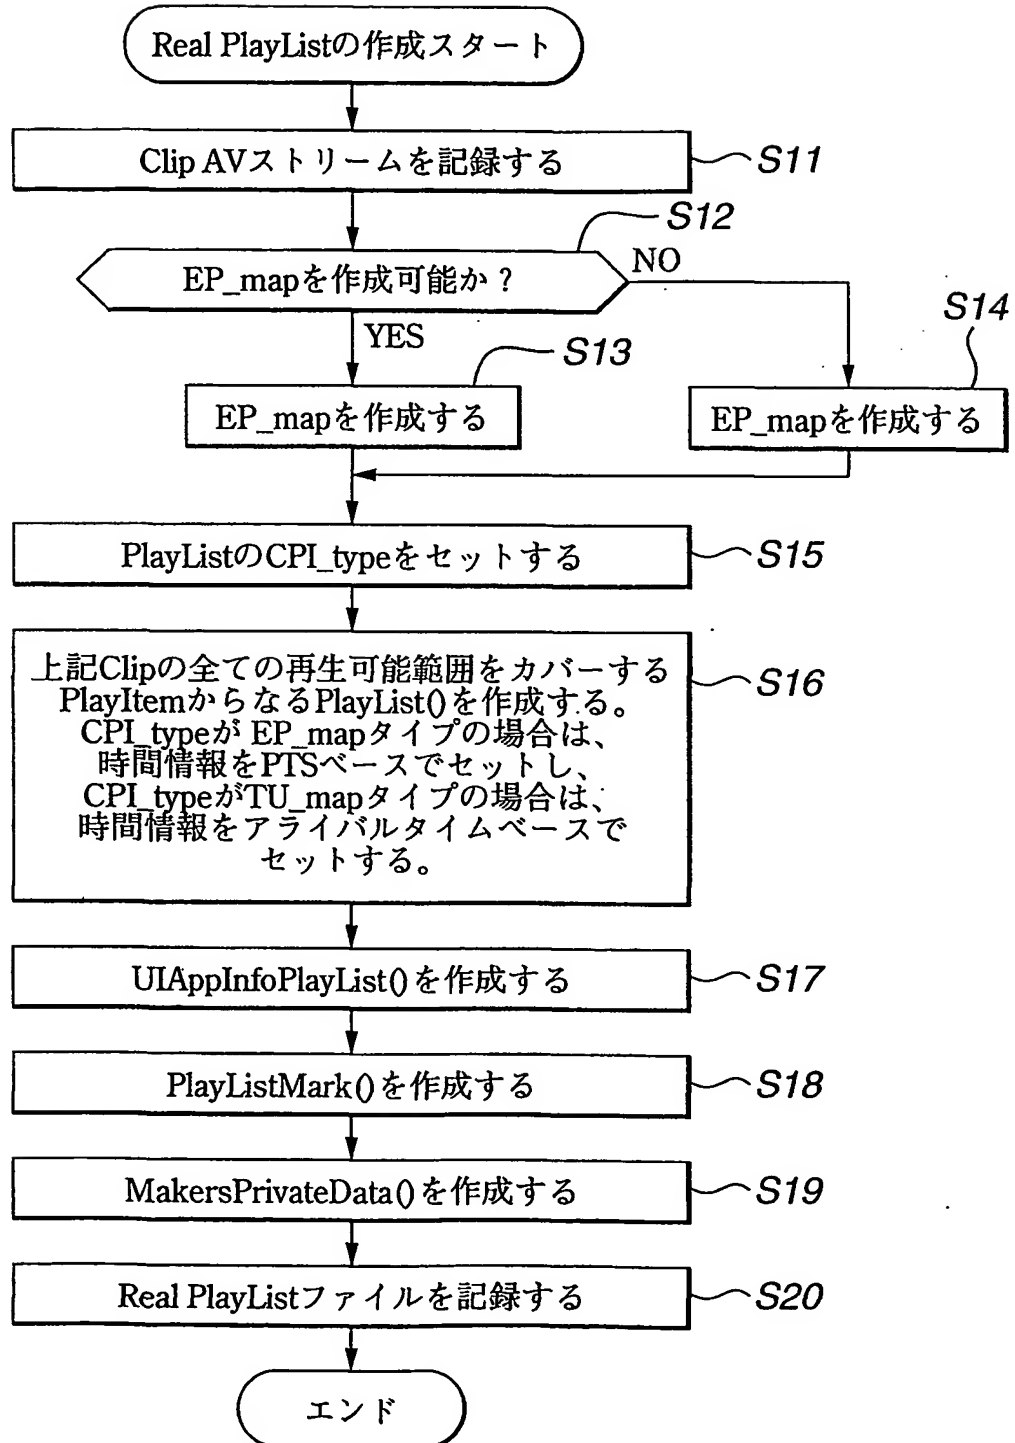 Real PlayListの作成スタート
Clip AVストリームを記録する
S11
S12
EP_mapを作成可能か？
NO
YES
S13
S14
EP_mapを作成する
EP_mapを作成する
PlayListのCPI_typeをセットする
S15
上記Clipの全ての再生可能範囲をカバーする
PlayItemからなるPlayList()を作成する。
CPI_typeが EP_mapタイプの場合は、
時間情報をPTSベースでセットし、
CPI_typeがTU_mapタイプの場合は、
時間情報をアライバルタイムベースで
セットする。
S16
UIAppInfoPlayList()を作成する
S17
PlayListMark()を作成する
S18
MakersPrivateData()を作成する
S19
Real PlayListファイルを記録する
S20
エンド